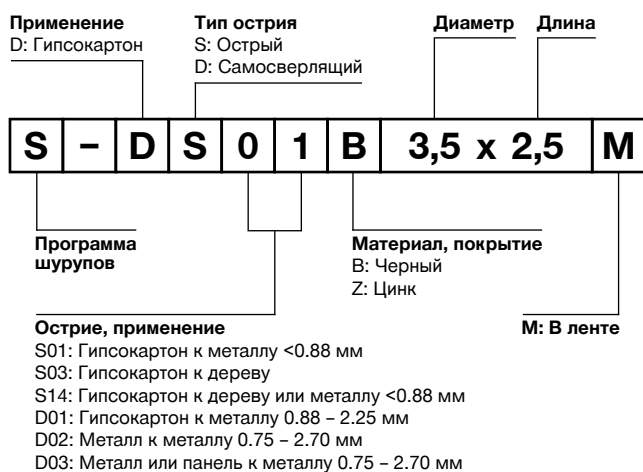 Применение
D: Гипсокартон
Тип острия
S: Острый
D: Самосверлящий
Диаметр
Длина
S – D S 0 1 B 3,5 x 2,5 M
Программа
шурупов
Материал, покрытие
B: Черный
Z: Цинк
Острие, применение
S01: Гипсокартон к металлу <0.88 мм
S03: Гипсокартон к дереву
S14: Гипсокартон к дереву или металлу <0.88 мм
D01: Гипсокартон к металлу 0.88 – 2.25 мм
D02: Металл к металлу 0.75 – 2.70 мм
D03: Металл или панель к металлу 0.75 – 2.70 мм
M: В ленте